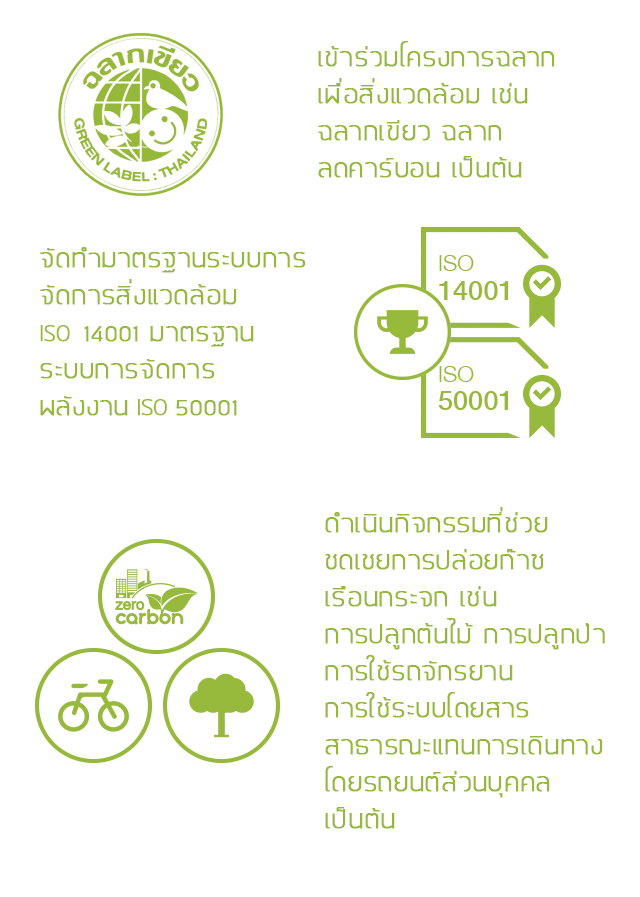 ฉลากเขียว
GREEN LABEL : THAILAND
เข้าร่วมโครงการฉลาก
เพื่อสิ่งแวดล้อม เช่น
ฉลากเขียว ฉลาก
ลดคาร์บอน เป็นต้น
จัดทำมาตรฐานระบบการ
จัดการสิ่งแวดล้อม
ISO 14001 มาตรฐาน
ระบบการจัดการ
พลังงาน ISO 50001
ISO
14001
ISO
50001
zero
carbon
ดำเนินกิจกรรมที่ช่วย
ชดเชยการปล่อยก๊าซ
เรือนกระจก เช่น
การปลูกต้นไม้ การปลูกป่า
การใช้รถจักรยาน
การใช้ระบบโดยสาร
สาธารณะแทนการเดินทาง
โดยรถยนต์ส่วนบุคคล
เป็นต้น